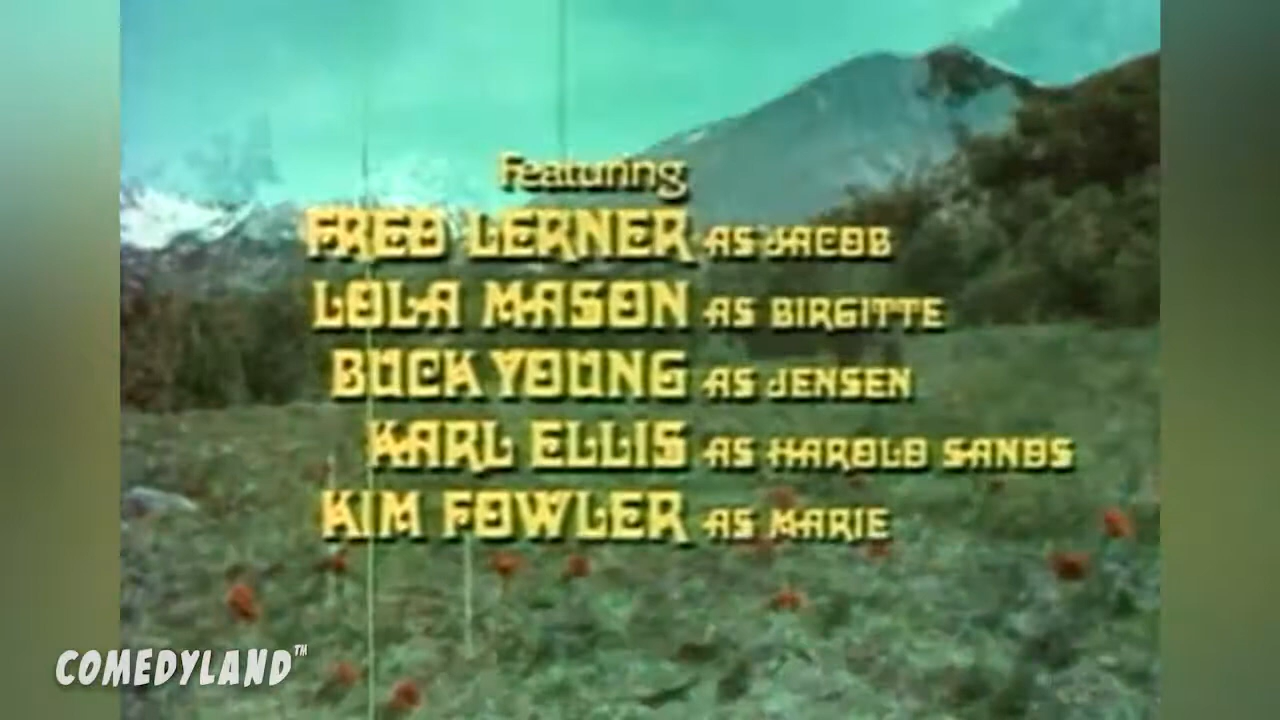 Featuring
FRED LERNER AS JACOB
LOLA MASON AS BIRGITTE
BUCK YOUNG AS JENSEN
KARL ELLIS AS HAROLD SANDS
KIM FOWLER AS MARIE
COMEDYLAND™